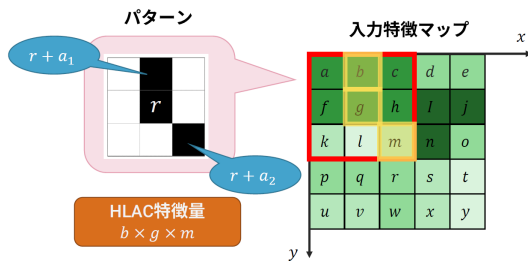 パターン
入力特徴マップ
x
r + a₁
r
r + a₂
HLAC特徴量
b × g × m
a b c d e
f g h I j
k l m n o
p q r s t
u v w x y
y